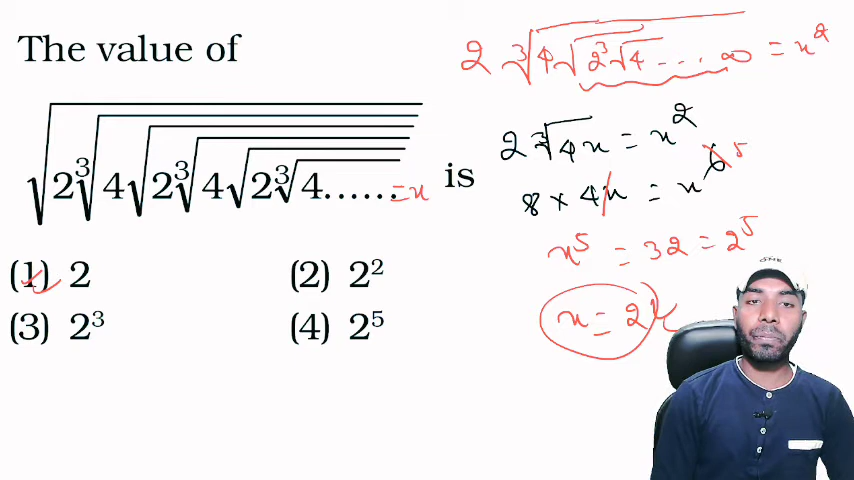 The value of
√2∛4√2∛4√2∛4...... = x is
(1) 2
(2) 2²
(3) 2³
(4) 2⁵
2 ∛4√2∛√4 --... ∞ = x²
2 ∛4x = x²
8 × 4x = x⁶ 5
x⁵ = 32 = 2⁵
x = 2